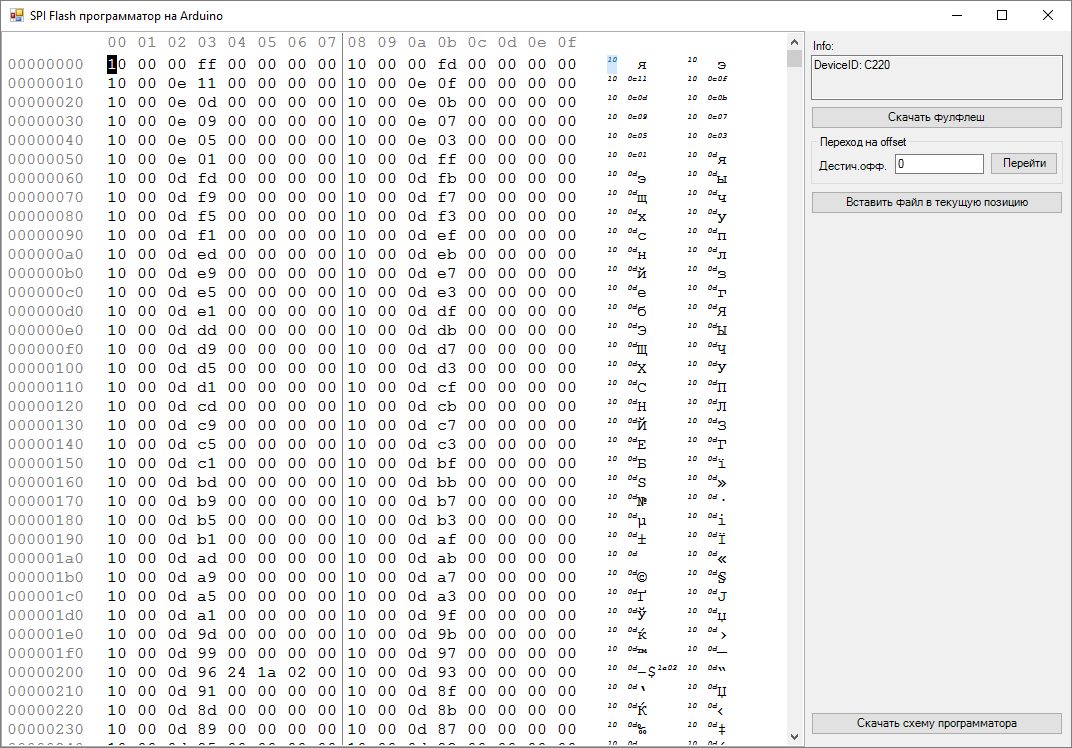 SPI Flash программатор на Arduino
00 01 02 03 04 05 06 07 08 09 0a 0b 0c 0d 0e 0f
00000000 10 00 00 ff 00 00 00 00 10 00 00 fd 00 00 00 00
00000010 10 00 0e 11 00 00 00 00 10 00 0e 0f 00 00 00 00
00000020 10 00 0e 0d 00 00 00 00 10 00 0e 0b 00 00 00 00
00000030 10 00 0e 09 00 00 00 00 10 00 0e 07 00 00 00 00
00000040 10 00 0e 05 00 00 00 00 10 00 0e 03 00 00 00 00
00000050 10 00 0e 01 00 00 00 00 10 00 0d ff 00 00 00 00
00000060 10 00 0d fd 00 00 00 00 10 00 0d fb 00 00 00 00
00000070 10 00 0d f9 00 00 00 00 10 00 0d f7 00 00 00 00
00000080 10 00 0d f5 00 00 00 00 10 00 0d f3 00 00 00 00
00000090 10 00 0d f1 00 00 00 00 10 00 0d ef 00 00 00 00
000000a0 10 00 0d ed 00 00 00 00 10 00 0d eb 00 00 00 00
000000b0 10 00 0d e9 00 00 00 00 10 00 0d e7 00 00 00 00
000000c0 10 00 0d e5 00 00 00 00 10 00 0d e3 00 00 00 00
000000d0 10 00 0d e1 00 00 00 00 10 00 0d df 00 00 00 00
000000e0 10 00 0d dd 00 00 00 00 10 00 0d db 00 00 00 00
000000f0 10 00 0d d9 00 00 00 00 10 00 0d d7 00 00 00 00
00000100 10 00 0d d5 00 00 00 00 10 00 0d d3 00 00 00 00
00000110 10 00 0d d1 00 00 00 00 10 00 0d cf 00 00 00 00
00000120 10 00 0d cd 00 00 00 00 10 00 0d cb 00 00 00 00
00000130 10 00 0d c9 00 00 00 00 10 00 0d c7 00 00 00 00
00000140 10 00 0d c5 00 00 00 00 10 00 0d c3 00 00 00 00
00000150 10 00 0d c1 00 00 00 00 10 00 0d bf 00 00 00 00
00000160 10 00 0d bd 00 00 00 00 10 00 0d bb 00 00 00 00
00000170 10 00 0d b9 00 00 00 00 10 00 0d b7 00 00 00 00
00000180 10 00 0d b5 00 00 00 00 10 00 0d b3 00 00 00 00
00000190 10 00 0d b1 00 00 00 00 10 00 0d af 00 00 00 00
000001a0 10 00 0d ad 00 00 00 00 10 00 0d ab 00 00 00 00
000001b0 10 00 0d a9 00 00 00 00 10 00 0d a7 00 00 00 00
000001c0 10 00 0d a5 00 00 00 00 10 00 0d a3 00 00 00 00
000001d0 10 00 0d a1 00 00 00 00 10 00 0d 9f 00 00 00 00
000001e0 10 00 0d 9d 00 00 00 00 10 00 0d 9b 00 00 00 00
000001f0 10 00 0d 99 00 00 00 00 10 00 0d 97 00 00 00 00
00000200 10 00 0d 96 24 1a 02 00 10 00 0d 93 00 00 00 00
00000210 10 00 0d 91 00 00 00 00 10 00 0d 8f 00 00 00 00
00000220 10 00 0d 8d 00 00 00 00 10 00 0d 8b 00 00 00 00
00000230 10 00 0d 89 00 00 00 00 10 00 0d 87 00 00 00 00
Info:
DeviceID: C220
Скачать фулфлеш
Переход на offset
Дестич.офф. 0 Перейти
Вставить файл в текущую позицию
Скачать схему программатора